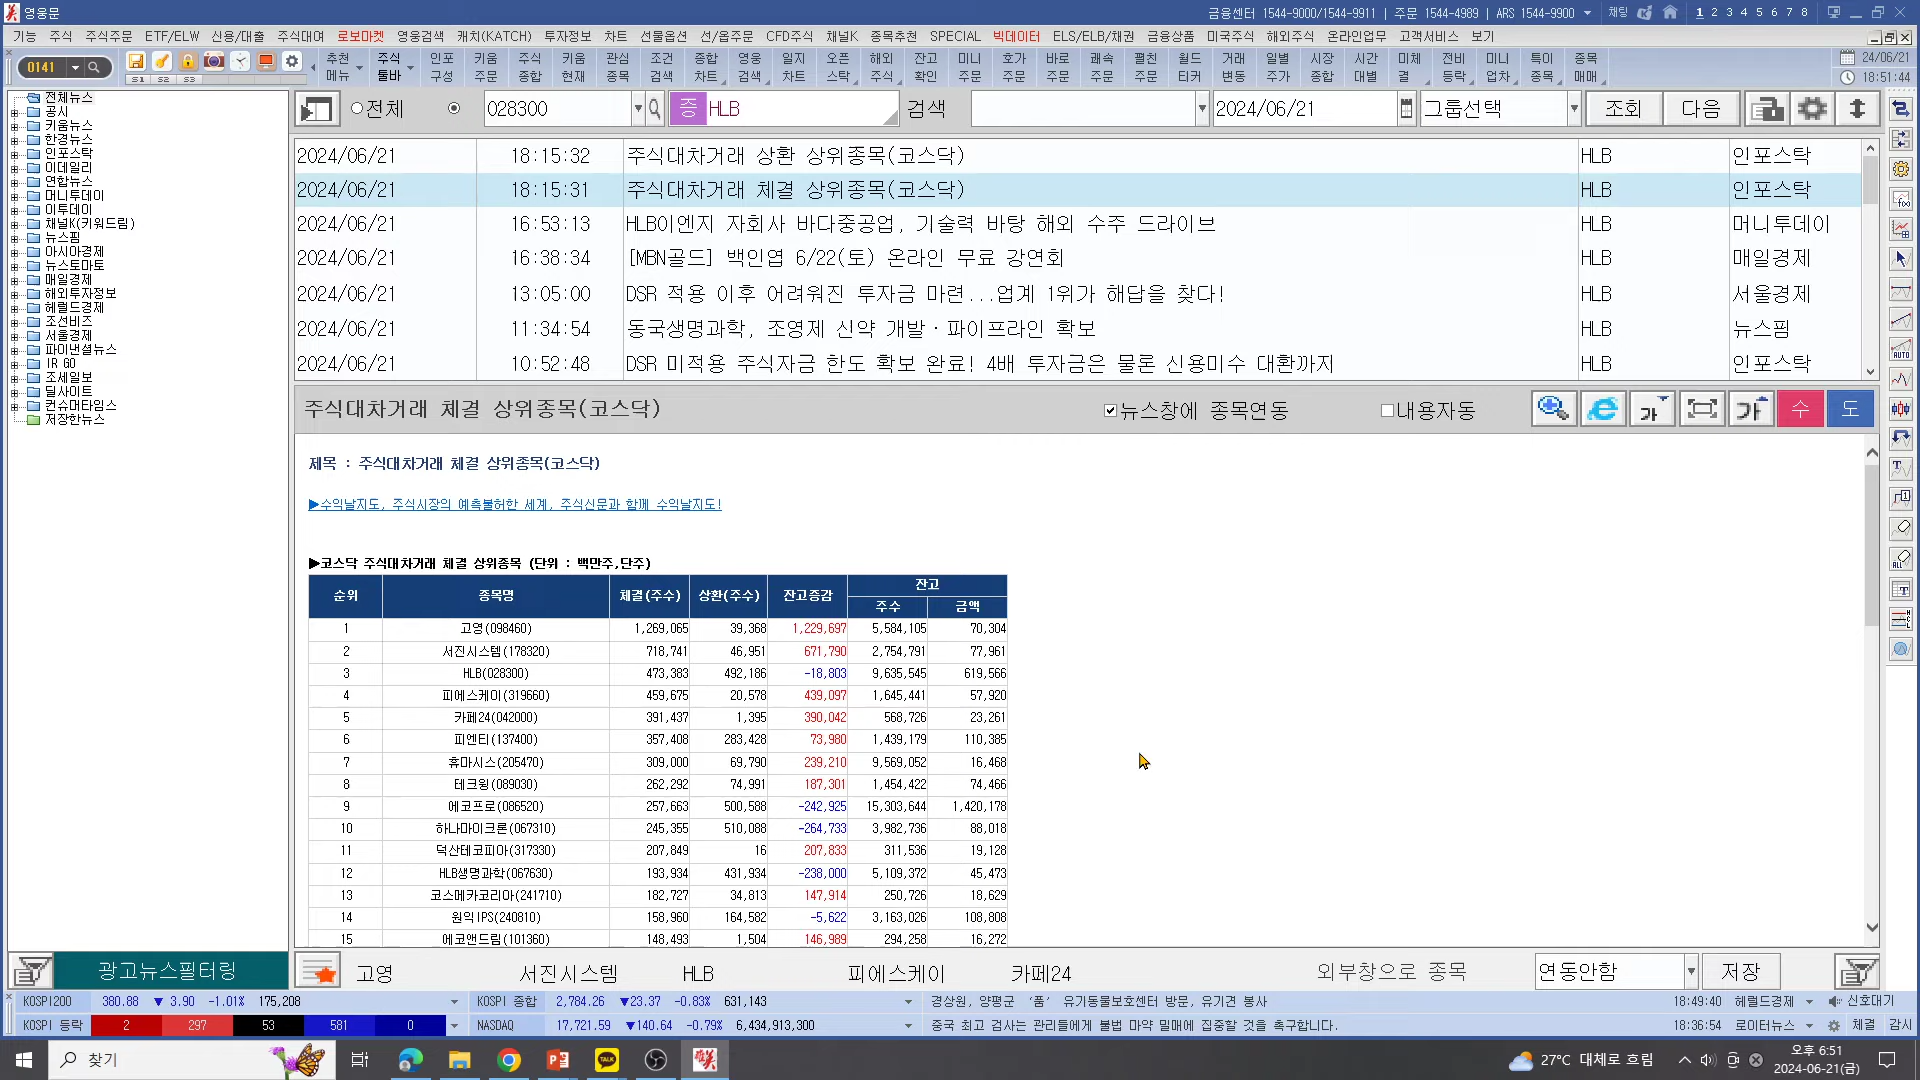 영웅문
금융센터 1544-9000/1544-9911 | 주문 1544-4989 | ARS 1544-9900 채팅 1 2 3 4 5 6 7 8
기능 주식 주식주문 ETF/ELW 신용/대출 주식대여 로보마켓 영웅검색 캐치(KATCH) 투자정보 차트 선물옵션 선/옵주문 CFD주식 채널K 종목추천 SPECIAL 빅데이터 ELS/ELB/채권 금융상품 미국주식 해외주식 온라인업무 고객서비스 보기
0141 S1 S2 S3
추천 주식 인포 키움 주식 키움 관심 조건 종합 영웅 일지 오픈 해외 잔고 미니 호가 바로 쾌속 펼친 월드 거래 일별 시장 시간 미체 전비 미니 특이 종목 24/06/21
메뉴 툴바 구성 주문 종합 현재 종목 검색 차트 검색 차트 스탁 주식 확인 주문 주문 주문 주문 주문 티커 변동 주가 종합 대별 결 등락 업차 종목 매매 18:51:44
전체뉴스
공시
키움뉴스
한경뉴스
인포스탁
이데일리
연합뉴스
머니투데이
이투데이
채널K(키워드림)
뉴스핌
아시아경제
뉴스토마토
매일경제
해외투자정보
헤럴드경제
조선비즈
서울경제
파이낸셜뉴스
IR GO
조세일보
딜사이트
컨슈머타임스
저장한뉴스
전체 028300 증 HLB 검색 2024/06/21 그룹선택 조회 다음
2024/06/21 18:15:32 주식대차거래 상환 상위종목(코스닥) HLB 인포스탁
2024/06/21 18:15:31 주식대차거래 체결 상위종목(코스닥) HLB 인포스탁
2024/06/21 16:53:13 HLB이엔지 자회사 바다중공업, 기술력 바탕 해외 수주 드라이브 HLB 머니투데이
2024/06/21 16:38:34 [MBN골드] 백인엽 6/22(토) 온라인 무료 강연회 HLB 매일경제
2024/06/21 13:05:00 DSR 적용 이후 어려워진 투자금 마련...업계 1위가 해답을 찾다! HLB 서울경제
2024/06/21 11:34:54 동국생명과학, 조영제 신약 개발·파이프라인 확보 HLB 뉴스핌
2024/06/21 10:52:48 DSR 미적용 주식자금 한도 확보 완료! 4배 투자금은 물론 신용미수 대환까지 HLB 인포스탁
주식대차거래 체결 상위종목(코스닥) 뉴스창에 종목연동 내용자동 가 가 수 도
제목 : 주식대차거래 체결 상위종목(코스닥)
▶수익날지도, 주식시장의 예측불허한 세계, 주식신문과 함께 수익날지도!
▶코스닥 주식대차거래 체결 상위종목 (단위 : 백만주,단주)
순위 종목명 체결(주수) 상환(주수) 잔고증감 잔고
주수 금액
1 고영(098460) 1,269,065 39,368 1,229,697 5,584,105 70,304
2 서진시스템(178320) 718,741 46,951 671,790 2,754,791 77,961
3 HLB(028300) 473,383 492,186 -18,803 9,635,545 619,566
4 피에스케이(319660) 459,675 20,578 439,097 1,645,441 57,920
5 카페24(042000) 391,437 1,395 390,042 568,726 23,261
6 피엔티(137400) 357,408 283,428 73,980 1,439,179 110,385
7 휴마시스(205470) 309,000 69,790 239,210 9,569,052 16,468
8 테크윙(089030) 262,292 74,991 187,301 1,454,422 74,466
9 에코프로(086520) 257,663 500,588 -242,925 15,303,644 1,420,178
10 하나마이크론(067310) 245,355 510,088 -264,733 3,982,736 88,018
11 덕산테코피아(317330) 207,849 16 207,833 311,536 19,128
12 HLB생명과학(067630) 193,934 431,934 -238,000 5,109,372 45,473
13 코스메카코리아(241710) 182,727 34,813 147,914 250,726 18,629
14 원익IPS(240810) 158,960 164,582 -5,622 3,163,026 108,808
15 에코앤드림(101360) 148,493 1,504 146,989 294,258 16,272
광고뉴스필터링 고영 서진시스템 HLB 피에스케이 카페24 외부창으로 종목 연동안함 저장
KOSPI200 380.88 ▼ 3.90 -1.01% 175,208 KOSPI 종합 2,784.26 ▼23.37 -0.83% 631,143 경상원, 양평군 '품' 유기동물보호센터 방문, 유기견 봉사 18:49:40 헤럴드경제 신호대기
KOSPI 등락 2 297 53 581 0 NASDAQ 17,721.59 ▼140.64 -0.79% 6,434,913,300 중국 최고 검사는 관리들에게 불법 마약 밀매에 집중할 것을 촉구합니다. 18:36:54 로이터뉴스 체결 감시
찾기 TALK 27°C 대체로 흐림 오후 6:51
2024-06-21(금)